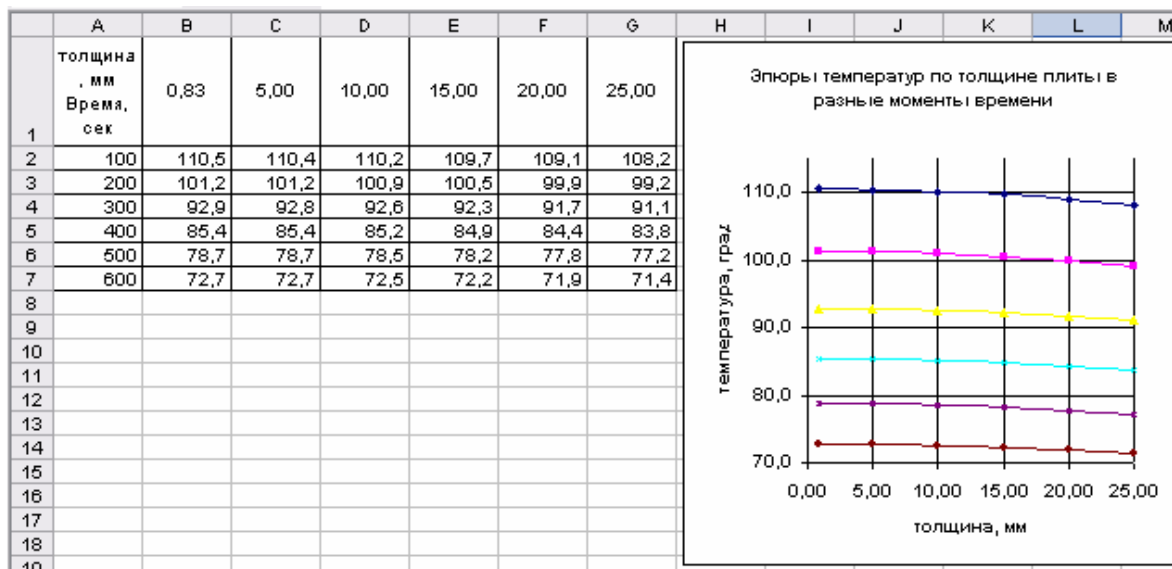 A B C D E F G H I J K L M
1 толщина
, мм
Время,
сек 0,83 5,00 10,00 15,00 20,00 25,00
2 100 110,5 110,4 110,2 109,7 109,1 108,2
3 200 101,2 101,2 100,9 100,5 99,9 99,2
4 300 92,9 92,8 92,6 92,3 91,7 91,1
5 400 85,4 85,4 85,2 84,9 84,4 83,8
6 500 78,7 78,7 78,5 78,2 77,8 77,2
7 600 72,7 72,7 72,5 72,2 71,9 71,4
8
9
10
11
12
13
14
15
16
17
18
19
Эпюры температур по толщине плиты в
разные моменты времени
температура, град
110,0
100,0
90,0
80,0
70,0
0,00 5,00 10,00 15,00 20,00 25,00
толщина, мм